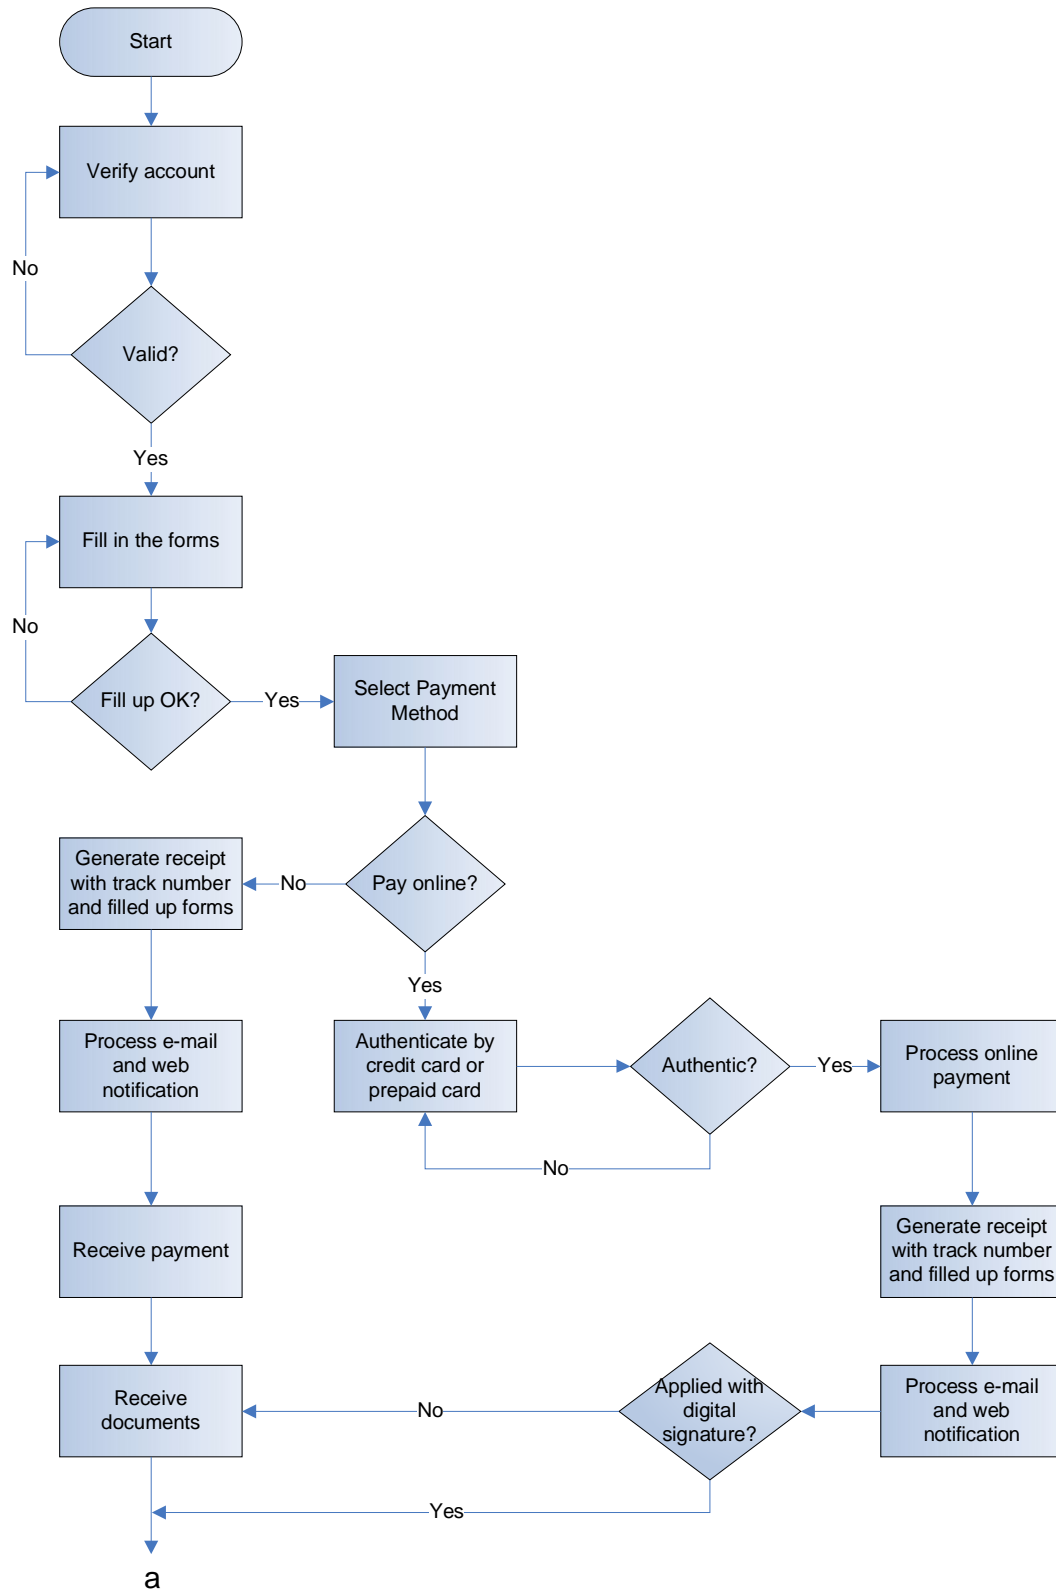 Start
Verify account
No
Valid?
Yes
Fill in the forms
No
Fill up OK?
Yes
Select Payment
Method
Generate receipt
with track number
and filled up forms
No
Pay online?
Yes
Process e-mail
and web
notification
Authenticate by
credit card or
prepaid card
Authentic?
Yes
Process online
payment
No
Receive payment
Generate receipt
with track number
and filled up forms
Receive
documents
No
Applied with
digital
signature?
Process e-mail
and web
notification
Yes
a